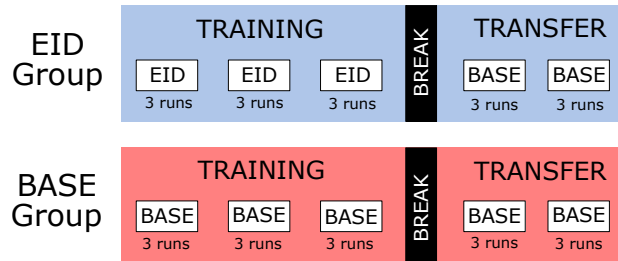 EID
Group
TRAINING
EID EID EID
3 runs 3 runs 3 runs
BREAK
TRANSFER
BASE BASE
3 runs 3 runs
BASE
Group
TRAINING
BASE BASE BASE
3 runs 3 runs 3 runs
BREAK
TRANSFER
BASE BASE
3 runs 3 runs